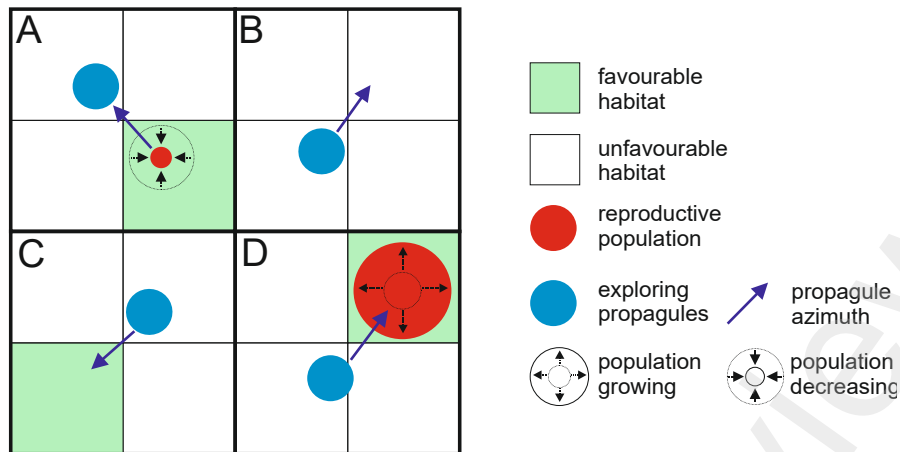 A
B
C
D
favourable
habitat
unfavourable
habitat
reproductive
population
exploring
propagules
propagule
azimuth
population
growing
population
decreasing